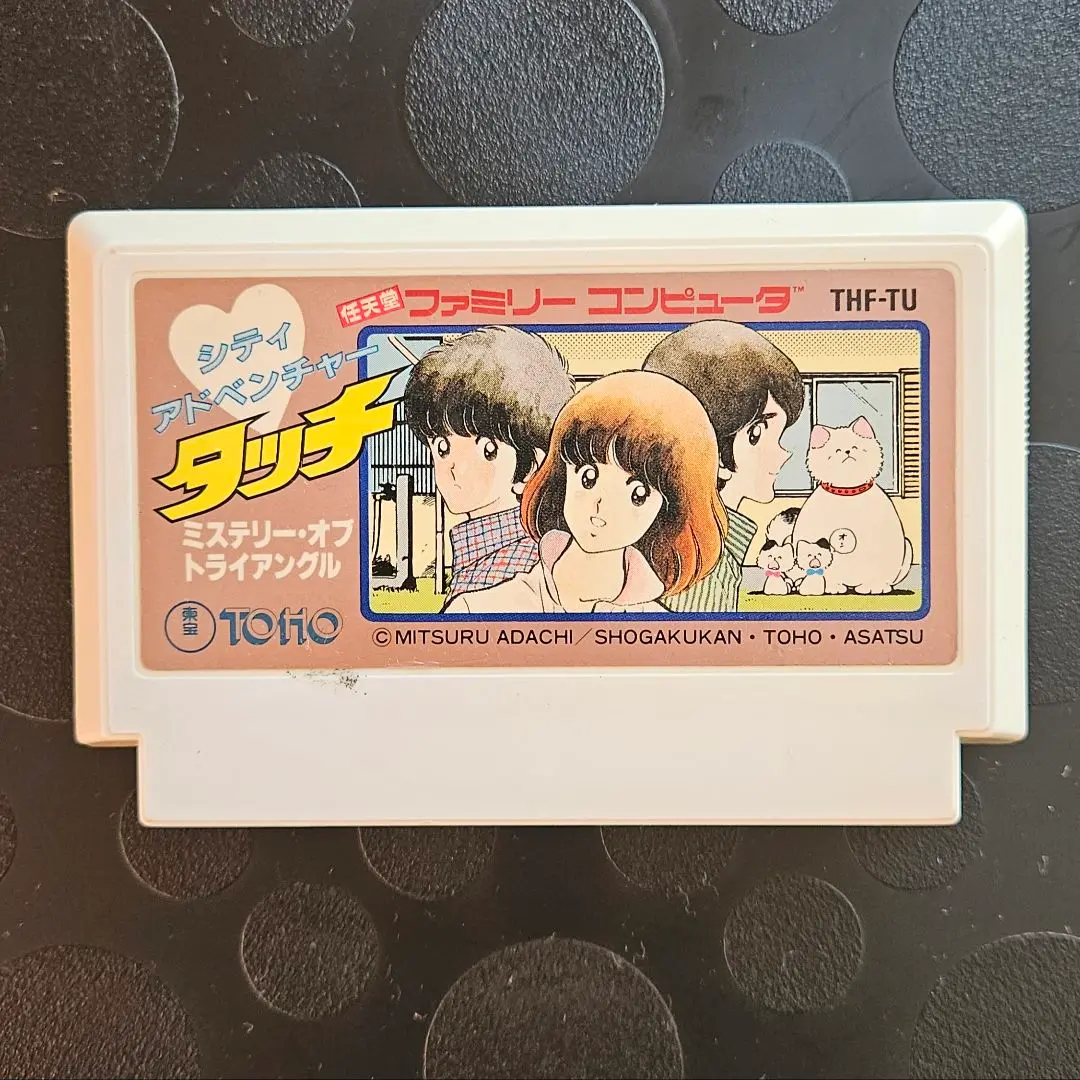 任天堂 ファミリー コンピュータ™ THF-TU
シティ
アドベンチャー
タッチ
ミステリー・オブ
トライアングル
東宝 TOHO
©MITSURU ADACHI/SHOGAKUKAN・TOHO・ASATSU